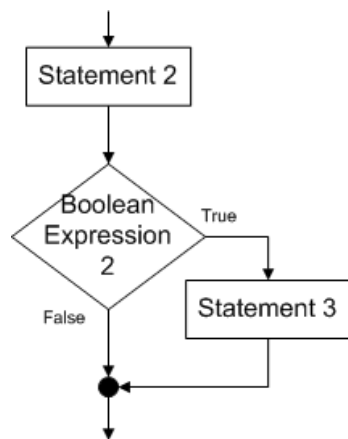 Statement 2
Boolean
Expression
2
True
Statement 3
False